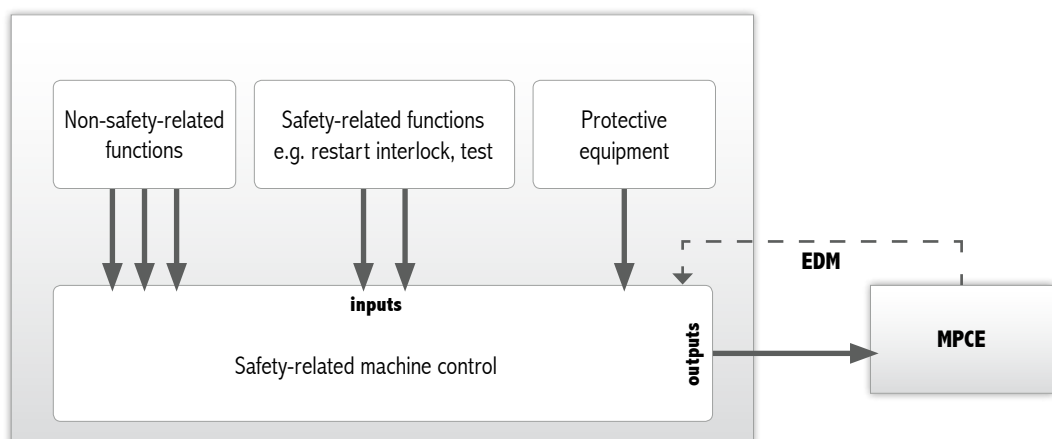 Non-safety-related
functions
Safety-related functions
e.g. restart interlock, test
Protective
equipment
EDM
inputs
outputs
MPCE
Safety-related machine control